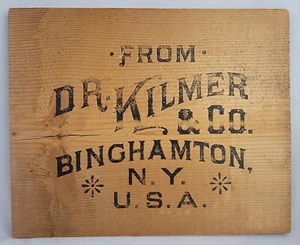 · FROM ·
DR. KILMER
& CO.
BINGHAMTON,
N.Y.
U.S.A.